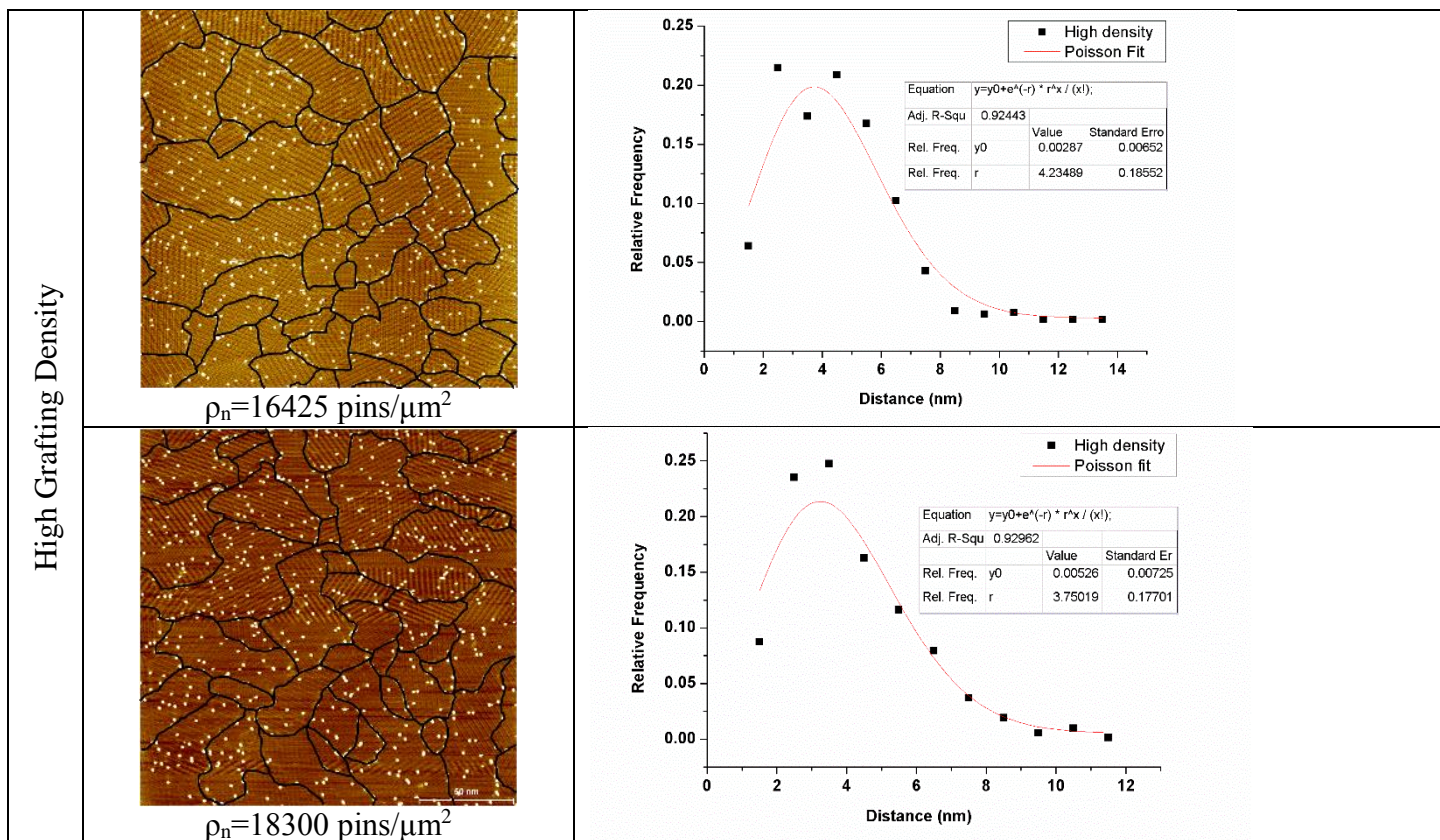 High Grafting Density
ρn=16425 pins/μm²
0.25
0.20
0.15
0.10
0.05
0.00
Relative Frequency
High density
Poisson Fit
Equation y=y0+e^(-r) * r^x / (x!);
Adj. R-Squ 0.92443
Value Standard Erro
Rel. Freq. y0 0.00287 0.00652
Rel. Freq. r 4.23489 0.18552
0 2 4 6 8 10 12 14
Distance (nm)
50 nm
ρn=18300 pins/μm²
0.25
0.20
0.15
0.10
0.05
0.00
Relative Frequency
High density
Poisson fit
Equation y=y0+e^(-r) * r^x / (x!);
Adj. R-Squ 0.92962
Value Standard Er
Rel. Freq. y0 0.00526 0.00725
Rel. Freq. r 3.75019 0.17701
0 2 4 6 8 10 12
Distance (nm)